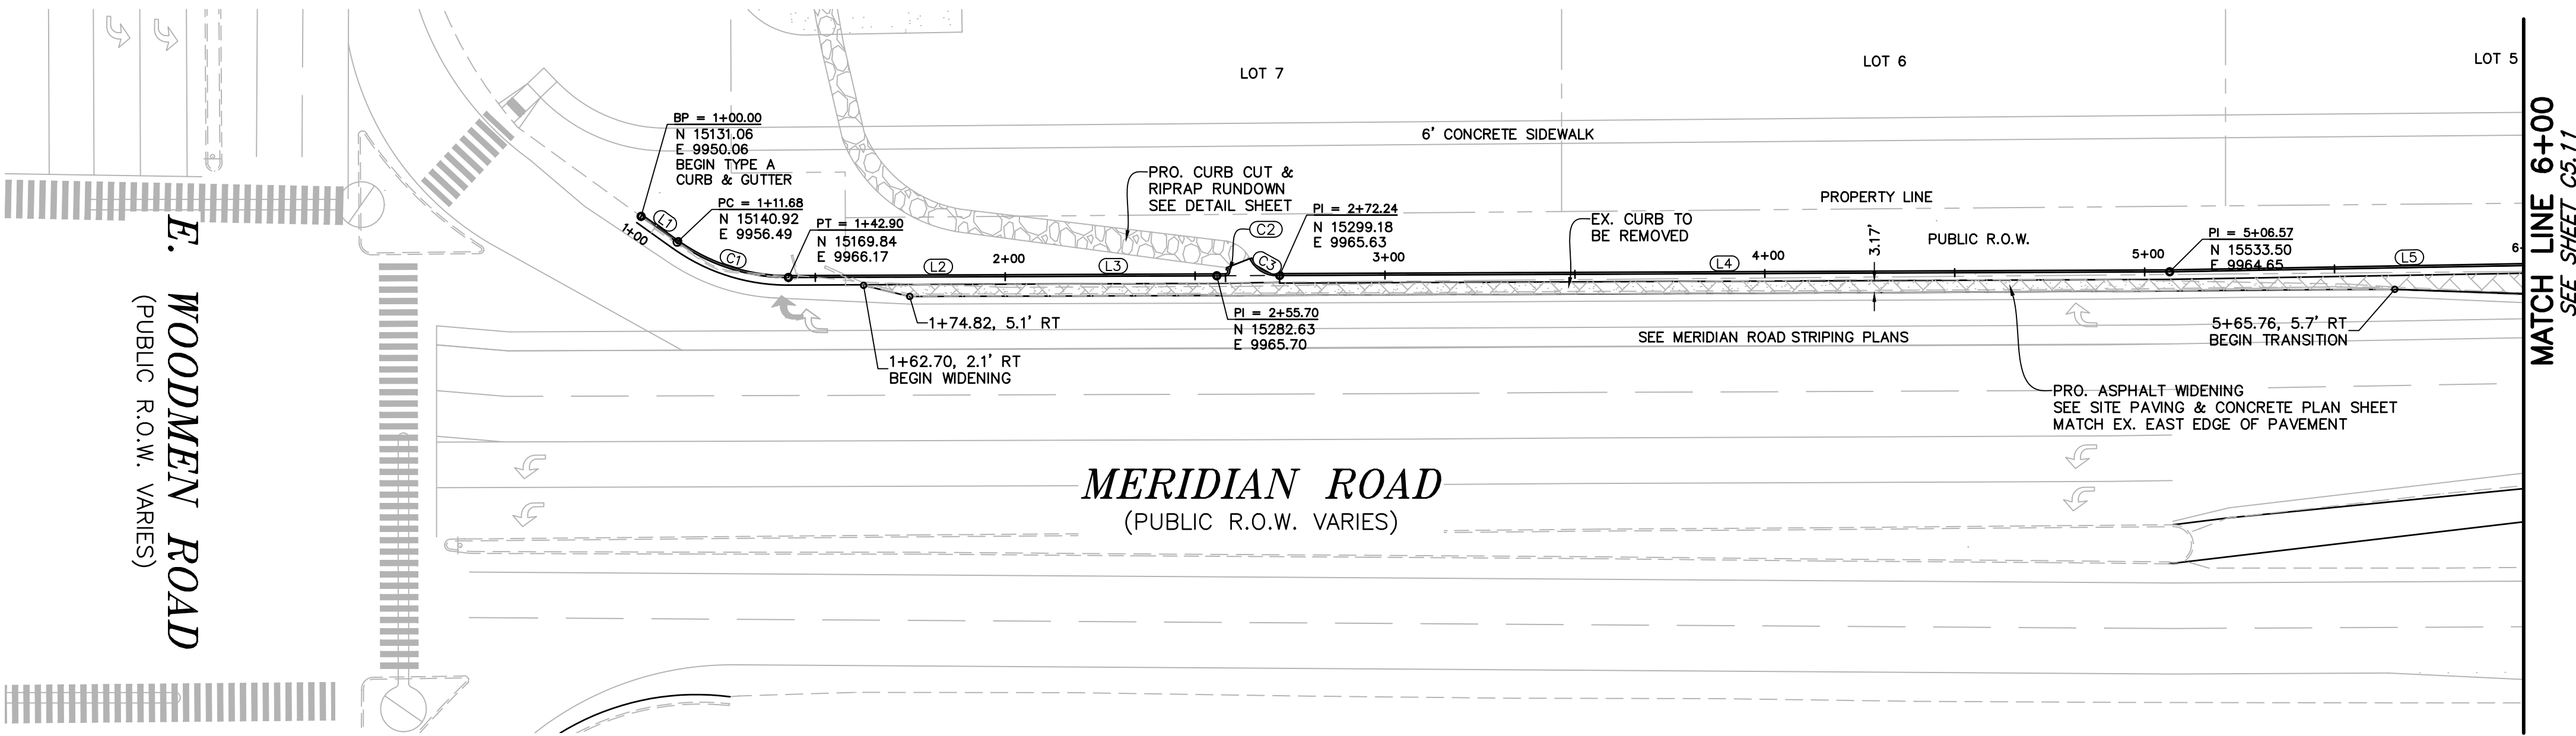 LOT 7
LOT 6
LOT 5
BP = 1+00.00
N 15131.06
E 9950.06
BEGIN TYPE A
CURB & GUTTER
6' CONCRETE SIDEWALK
PRO. CURB CUT &
RIPRAP RUNDOWN
SEE DETAIL SHEET
PROPERTY LINE
PC = 1+11.68
N 15140.92
E 9956.49
PI = 2+72.24
N 15299.18
E 9965.63
EX. CURB TO
BE REMOVED
3.17'
PUBLIC R.O.W.
PT = 1+42.90
N 15169.84
E 9966.17
PI = 5+06.57
N 15533.50
E 9964.65
L1
1+00
C1
L2
2+00
L3
C2
C3
3+00
L4
4+00
5+00
L5
6+
1+74.82, 5.1' RT
PI = 2+55.70
N 15282.63
E 9965.70
SEE MERIDIAN ROAD STRIPING PLANS
5+65.76, 5.7' RT
BEGIN TRANSITION
1+62.70, 2.1' RT
BEGIN WIDENING
PRO. ASPHALT WIDENING
SEE SITE PAVING & CONCRETE PLAN SHEET
MATCH EX. EAST EDGE OF PAVEMENT
MERIDIAN ROAD
(PUBLIC R.O.W. VARIES)
E. WOODMEN ROAD
(PUBLIC R.O.W. VARIES)
MATCH LINE 6+00
SEE SHEET C5.11